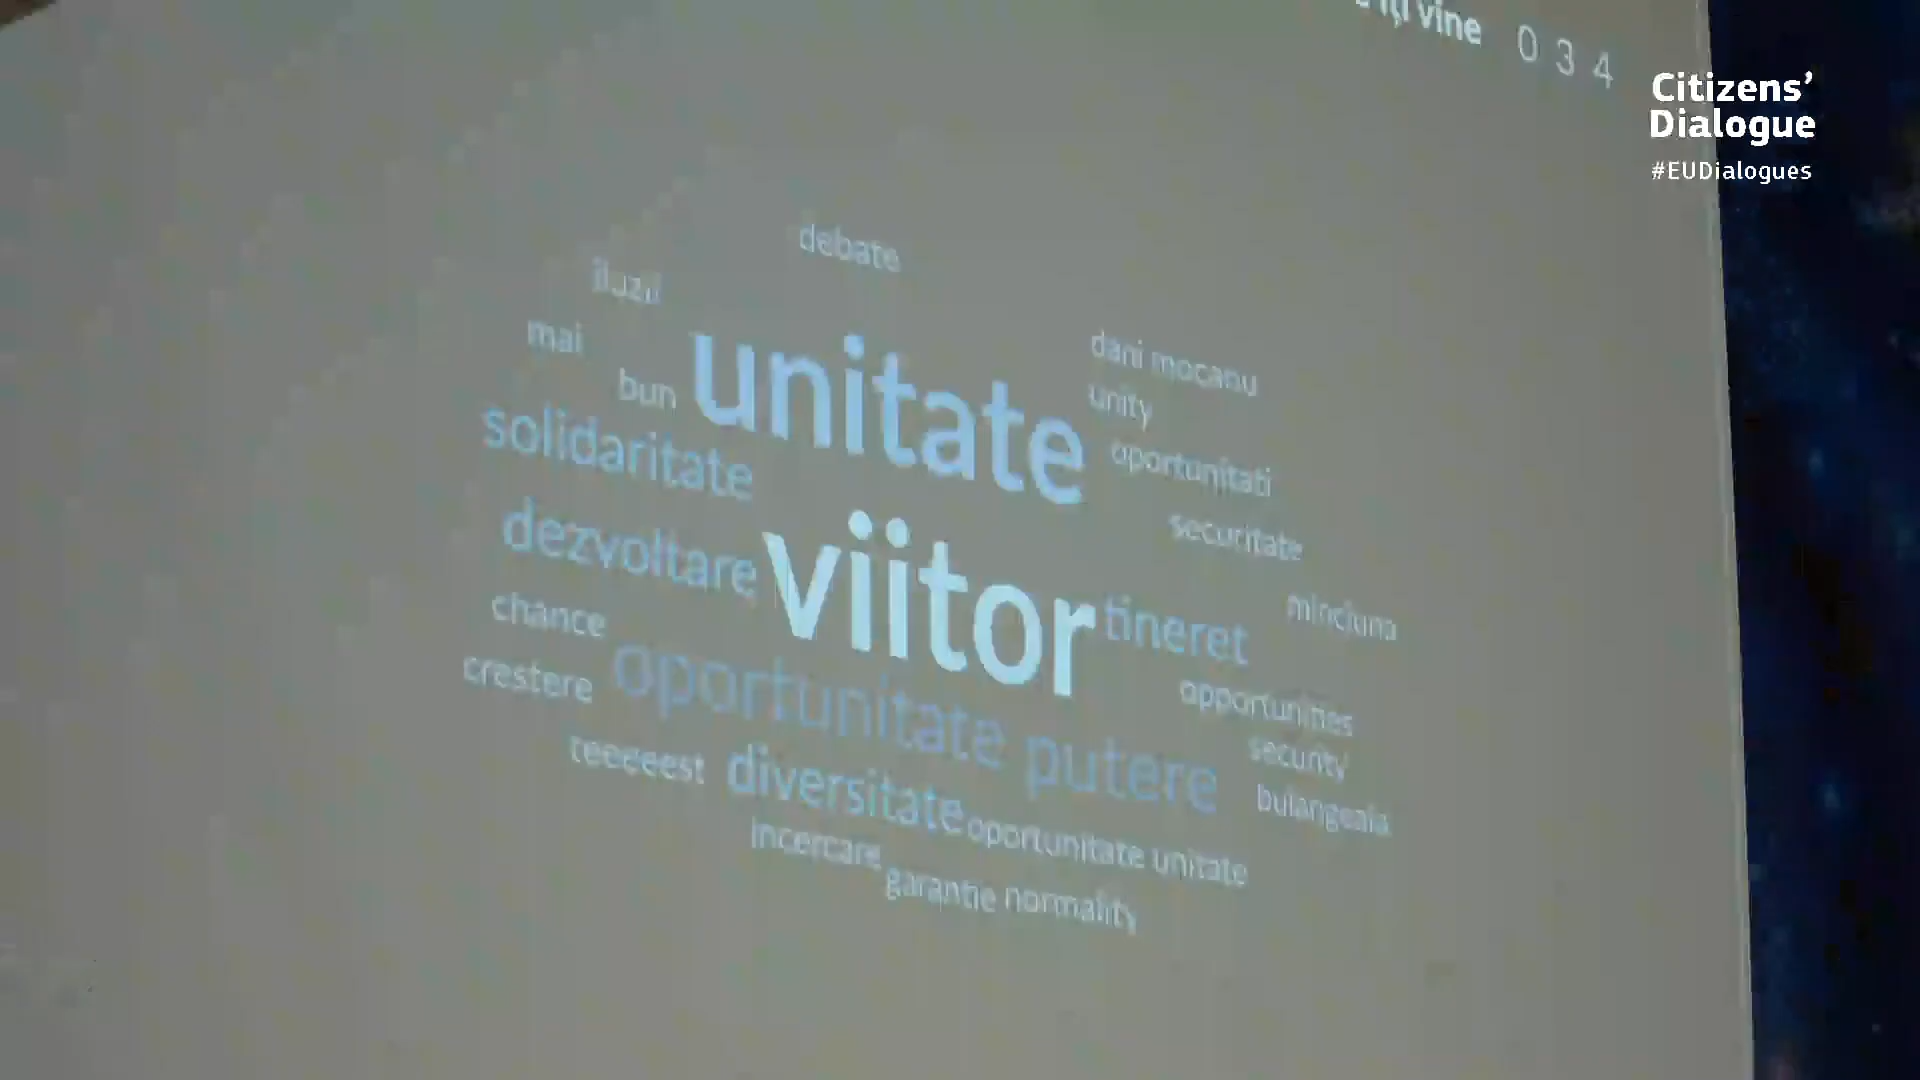 iți vine 0 3 4
Citizens'
Dialogue
#EUDialogues
debate
iluzii
mai
dani mocanu
unitate
bun
unity
solidaritate
oportunitati
securitate
dezvoltare
viitor
tineret
minciuna
chance
oportunitate
putere
crestere
opportunities
security
teeeeest
diversitate
bulangeala
oportunitate unitate
incercare
garantie
normality